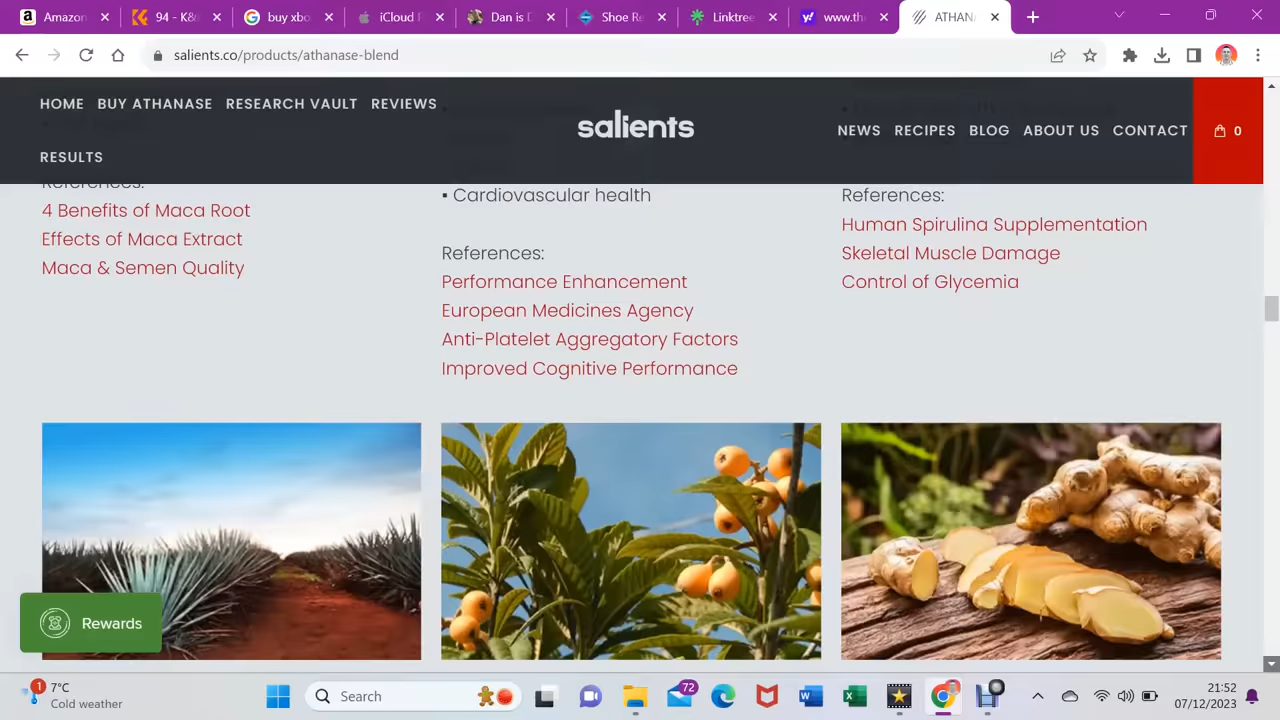 Amazon
94 - K&
buy xbo
iCloud P
Dan is D
Shoe Re
Linktree
www.th
ATHAN
salients.co/products/athanase-blend
HOME BUY ATHANASE RESEARCH VAULT REVIEWS
RESULTS
salients
NEWS RECIPES BLOG ABOUT US CONTACT
0
References:
4 Benefits of Maca Root
Effects of Maca Extract
Maca & Semen Quality
▪ Cardiovascular health
References:
Performance Enhancement
European Medicines Agency
Anti-Platelet Aggregatory Factors
Improved Cognitive Performance
References:
Human Spirulina Supplementation
Skeletal Muscle Damage
Control of Glycemia
Rewards
1
7°C
Cold weather
Search
72
21:52
07/12/2023